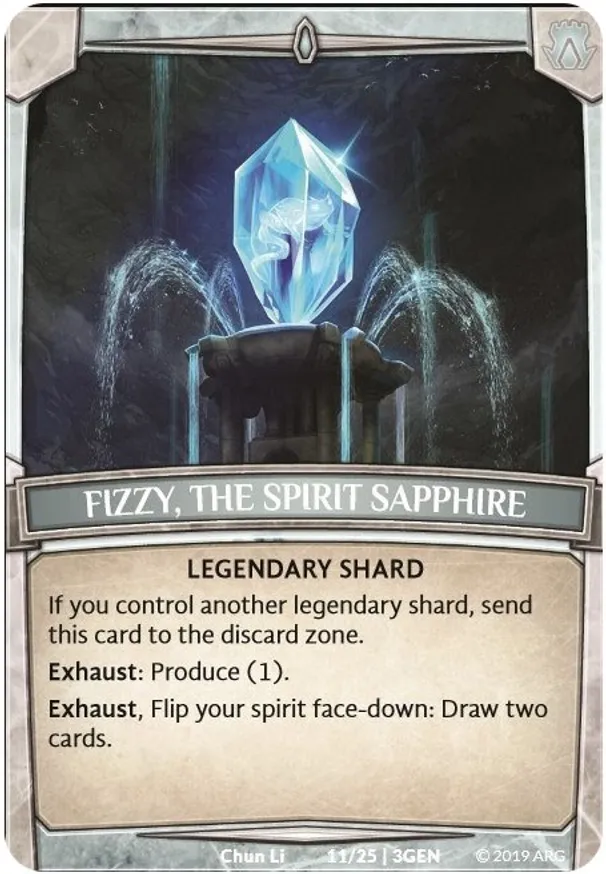 FIZZY, THE SPIRIT SAPPHIRE
LEGENDARY SHARD
If you control another legendary shard, send
this card to the discard zone.
Exhaust: Produce (1).
Exhaust, Flip your spirit face-down: Draw two
cards.
Chun Li 11/25 | 3GEN © 2019 ARG